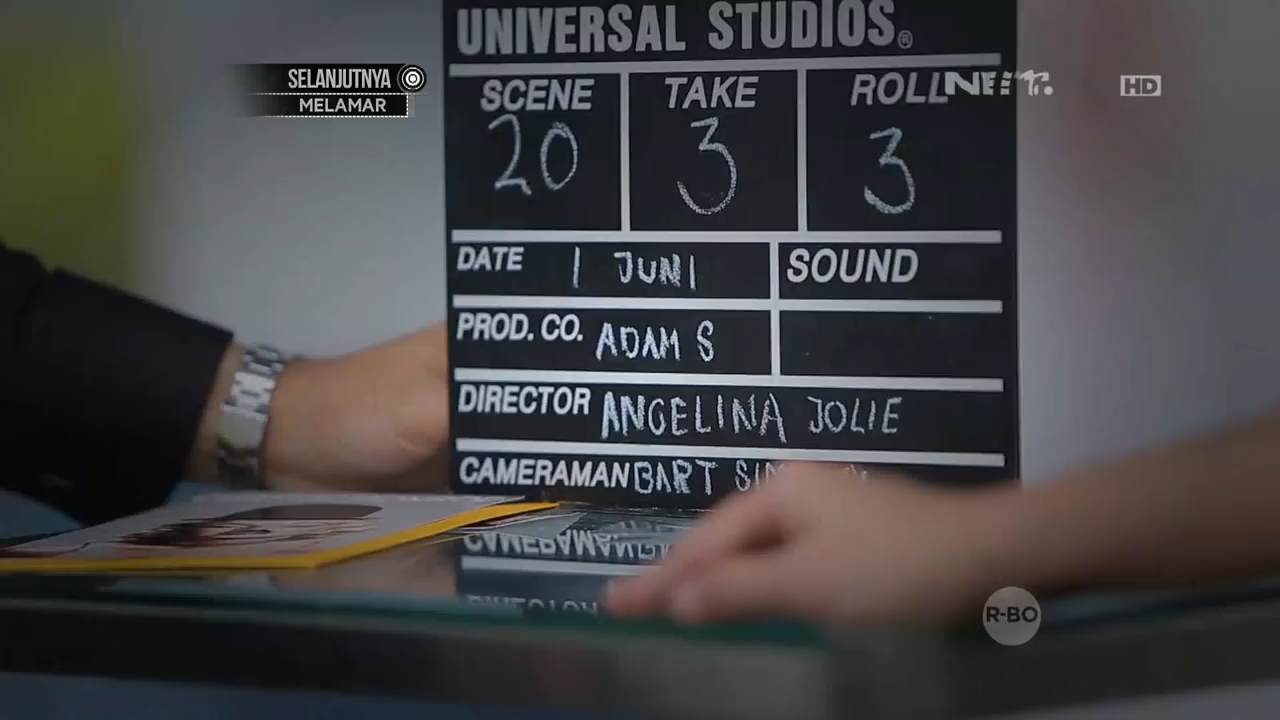 UNIVERSAL STUDIOS®
SELANJUTNYA
MELAMAR
NET.
HD
SCENE TAKE ROLL
20 3 3
DATE 1 JUNI SOUND
PROD. CO. ADAM S
DIRECTOR ANGELINA JOLIE
CAMERAMAN BART
R-BO